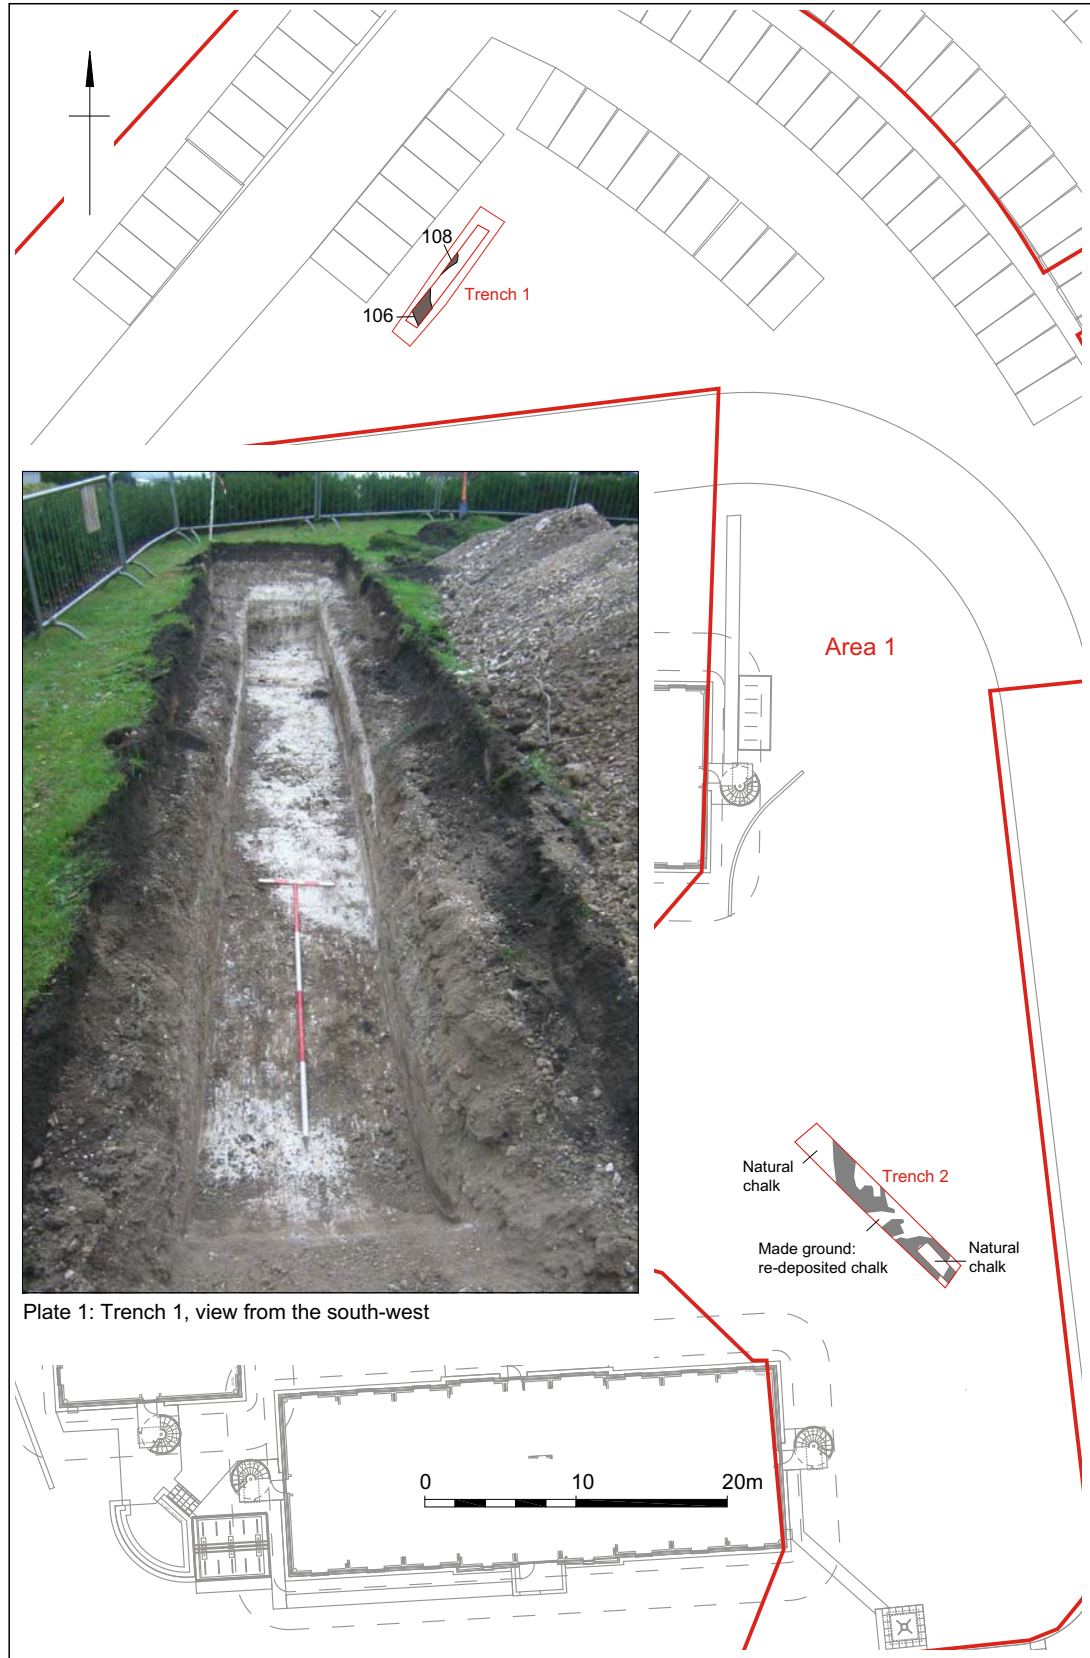 108
Trench 1
106
Area 1
Natural
chalk
Trench 2
Made ground:
re-deposited chalk
Natural
chalk
Plate 1: Trench 1, view from the south-west
0 10 20m